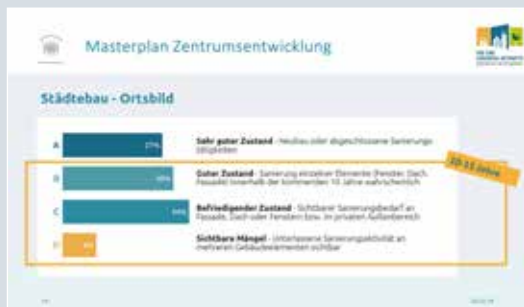 Masterplan Zentrumsentwicklung
Städtebau - Ortsbild
A
27%
Sehr guter Zustand - Neubau oder abgeschlossene Sanierungs-
tätigkeiten
10-15 Jahre
B
Guter Zustand - Sanierung einzelner Elemente (Fenster, Dach,
Fassade) innerhalb der kommenden 10 Jahre wahrscheinlich
C
Befriedigender Zustand - Sichtbarer Sanierungsbedarf an
Fassade, Dach oder Fenstern bzw. im privaten Außenbereich
D
Sichtbare Mängel - Unterlassene Sanierungsaktivität an
mehreren Gebäudeelementen sichtbar